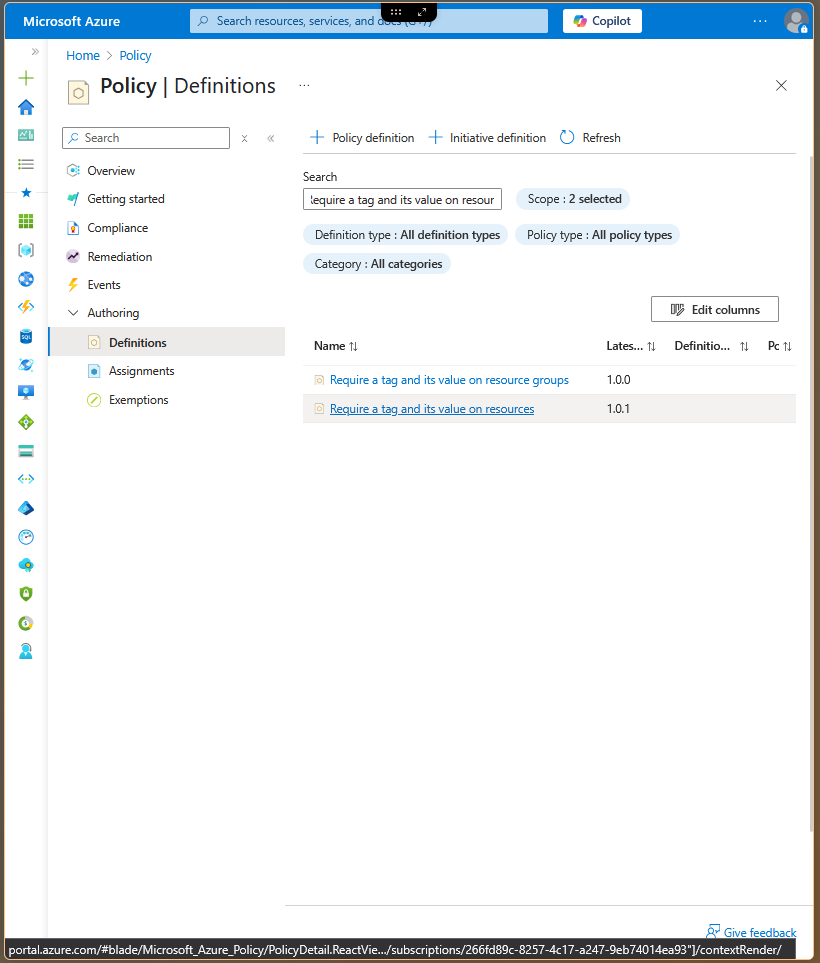 Microsoft Azure
Search resources, services, and docs (G+/)
Copilot
Home > Policy
Policy | Definitions
Search
Policy definition
Initiative definition
Refresh
Overview
Getting started
Compliance
Remediation
Events
Authoring
Definitions
Assignments
Exemptions
Search
Require a tag and its value on resour
Scope : 2 selected
Definition type : All definition types
Policy type : All policy types
Category : All categories
Edit columns
Name Lates... Definitio... Pc
Require a tag and its value on resource groups 1.0.0
Require a tag and its value on resources 1.0.1
Give feedback
portal.azure.com/#blade/Microsoft_Azure_Policy/PolicyDetail.ReactVie.../subscriptions/266fd89c-8257-4c17-a247-9eb74014ea93"]/contextRender/